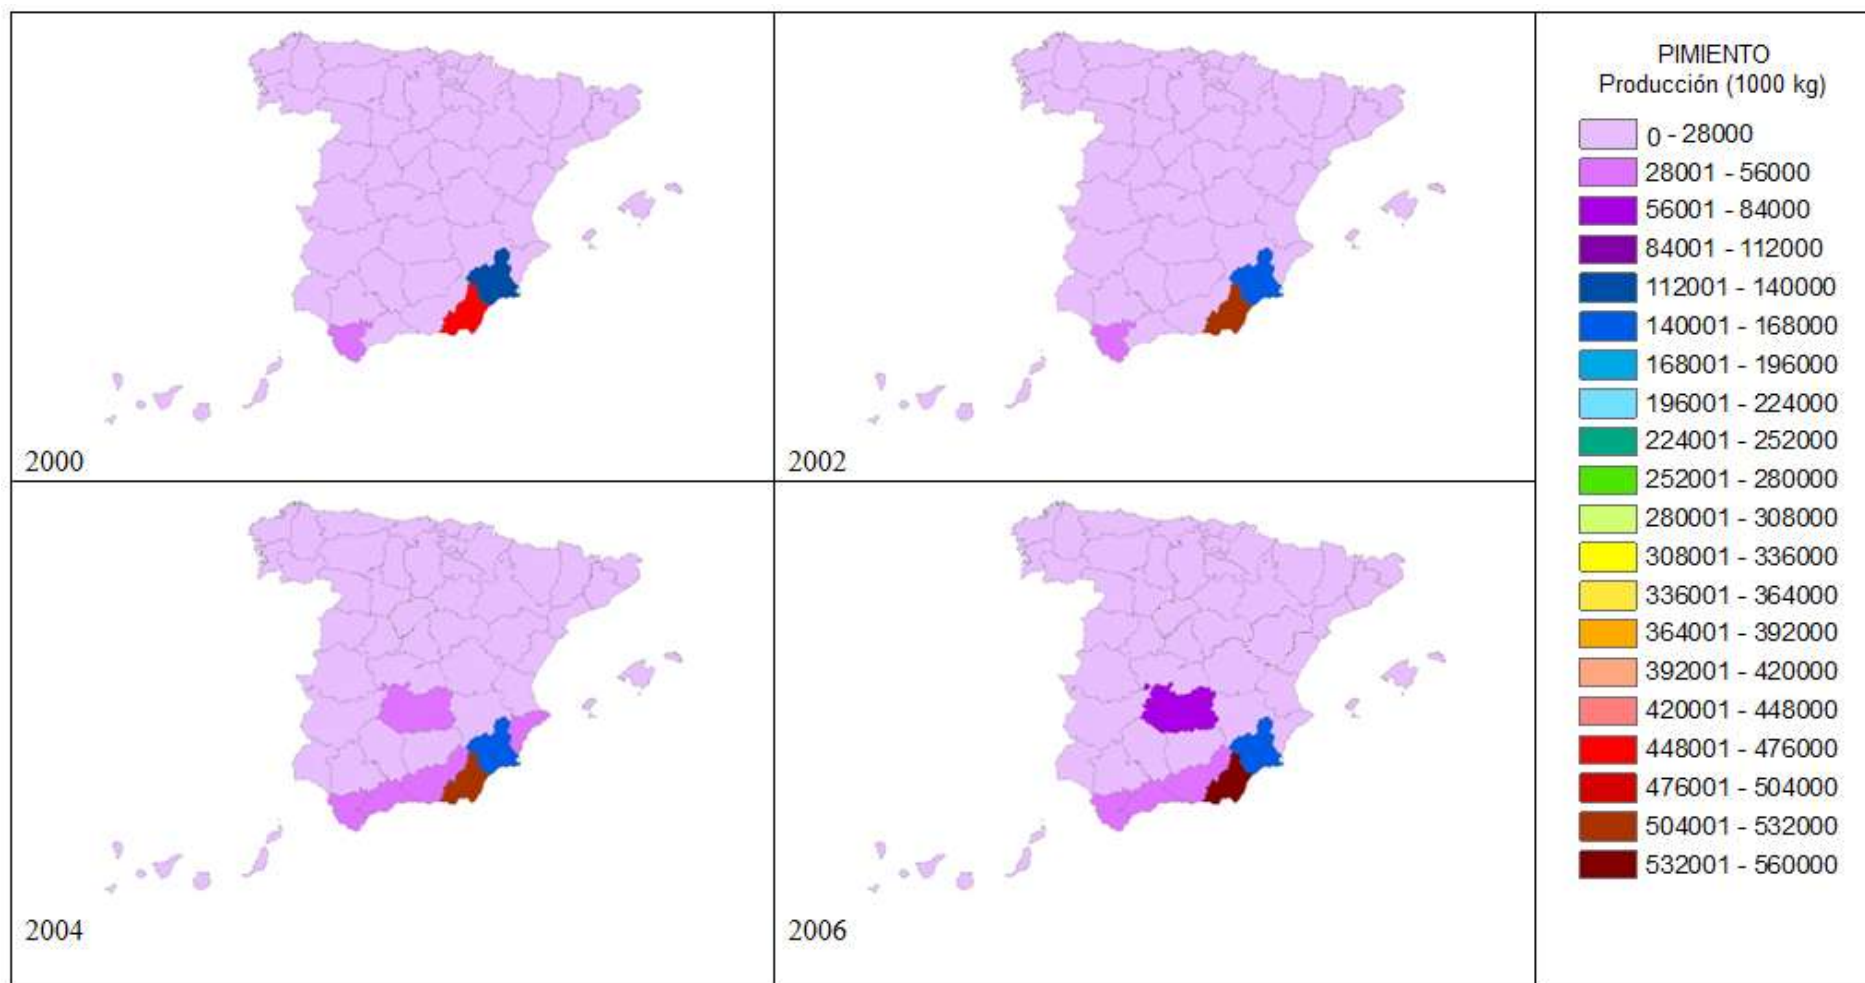 2000
2002
2004
2006
PIMIENTO
Producción (1000 kg)
0 - 28000
28001 - 56000
56001 - 84000
84001 - 112000
112001 - 140000
140001 - 168000
168001 - 196000
196001 - 224000
224001 - 252000
252001 - 280000
280001 - 308000
308001 - 336000
336001 - 364000
364001 - 392000
392001 - 420000
420001 - 448000
448001 - 476000
476001 - 504000
504001 - 532000
532001 - 560000